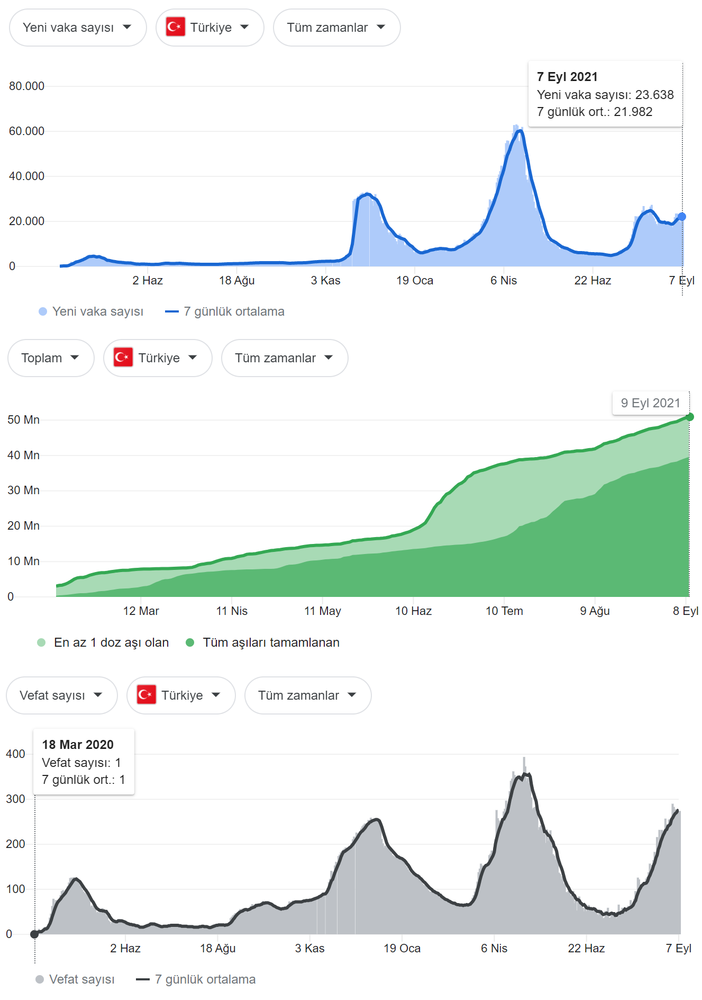 Yeni vaka sayısı Türkiye Tüm zamanlar
7 Eyl 2021
Yeni vaka sayısı: 23.638
7 günlük ort.: 21.982
80.000
60.000
40.000
20.000
0
2 Haz 18 Ağu 3 Kas 19 Oca 6 Nis 22 Haz 7 Eyl
Yeni vaka sayısı 7 günlük ortalama
Toplam Türkiye Tüm zamanlar
9 Eyl 2021
50 Mn
40 Mn
30 Mn
20 Mn
10 Mn
0
12 Mar 11 Nis 11 May 10 Haz 10 Tem 9 Ağu 8 Eyl
En az 1 doz aşı olan Tüm aşıları tamamlanan
Vefat sayısı Türkiye Tüm zamanlar
18 Mar 2020
Vefat sayısı: 1
7 günlük ort.: 1
400
300
200
100
0
2 Haz 18 Ağu 3 Kas 19 Oca 6 Nis 22 Haz 7 Eyl
Vefat sayısı 7 günlük ortalama